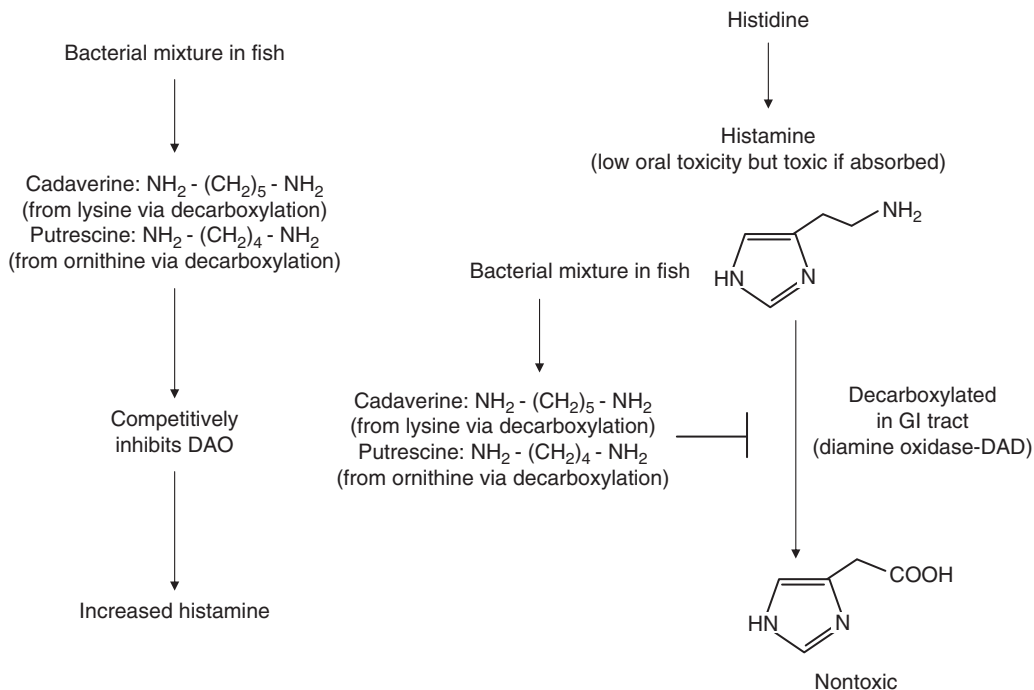 Bacterial mixture in fish
Cadaverine: NH₂ - (CH₂)₅ - NH₂
(from lysine via decarboxylation)
Putrescine: NH₂ - (CH₂)₄ - NH₂
(from ornithine via decarboxylation)
Competitively
inhibits DAO
Increased histamine
Histidine
Histamine
(low oral toxicity but toxic if absorbed)
NH₂
HN
N
Bacterial mixture in fish
Cadaverine: NH₂ - (CH₂)₅ - NH₂
(from lysine via decarboxylation)
Putrescine: NH₂ - (CH₂)₄ - NH₂
(from ornithine via decarboxylation)
Decarboxylated
in GI tract
(diamine oxidase-DAD)
COOH
HN
N
Nontoxic